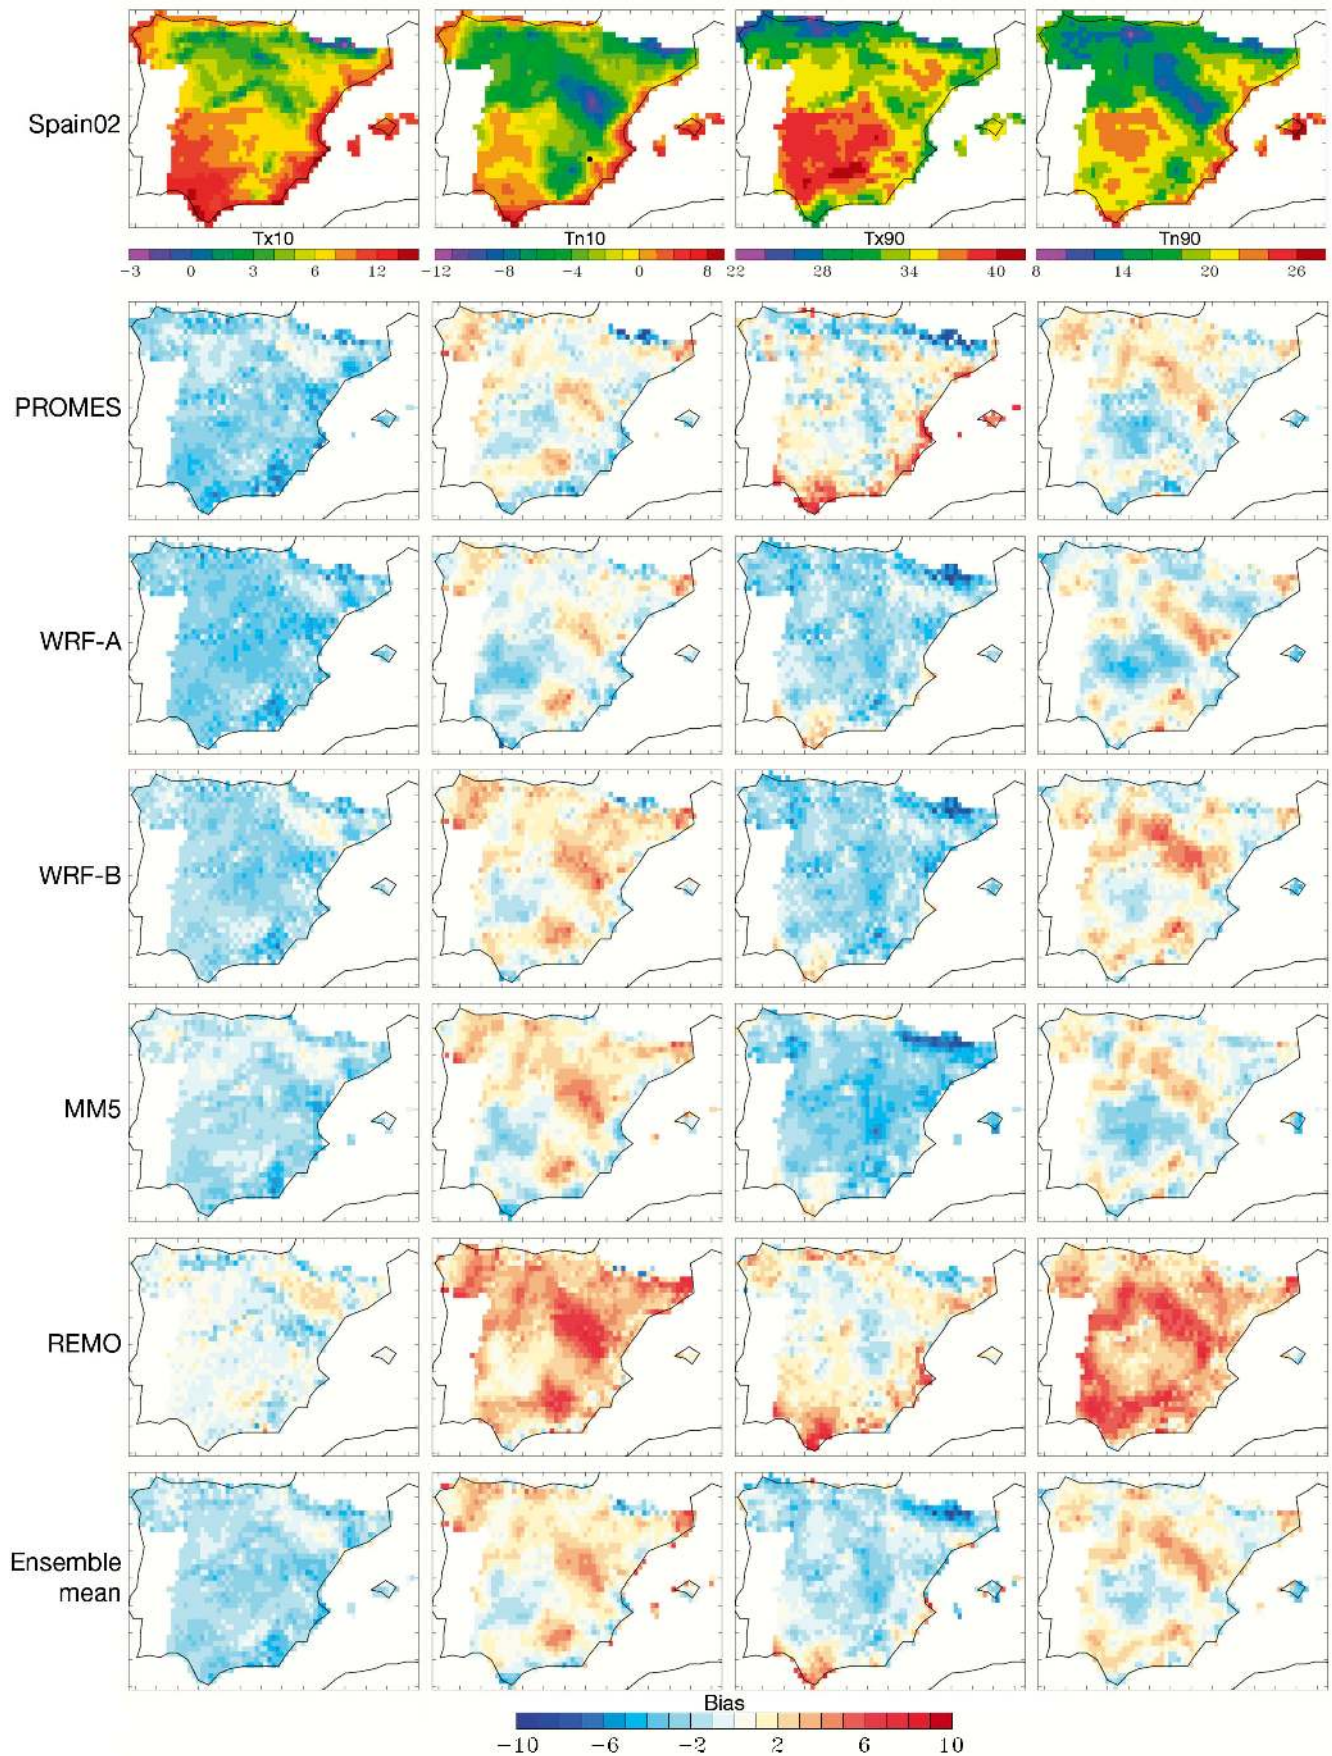 Spain02
Tx10 Tn10 Tx90 Tn90
−3 0 3 6 12 −12 −8 −4 0 8 22 28 34 40 8 14 20 26
PROMES
WRF-A
WRF-B
MM5
REMO
Ensemble
mean
Bias
−10 −6 −2 2 6 10